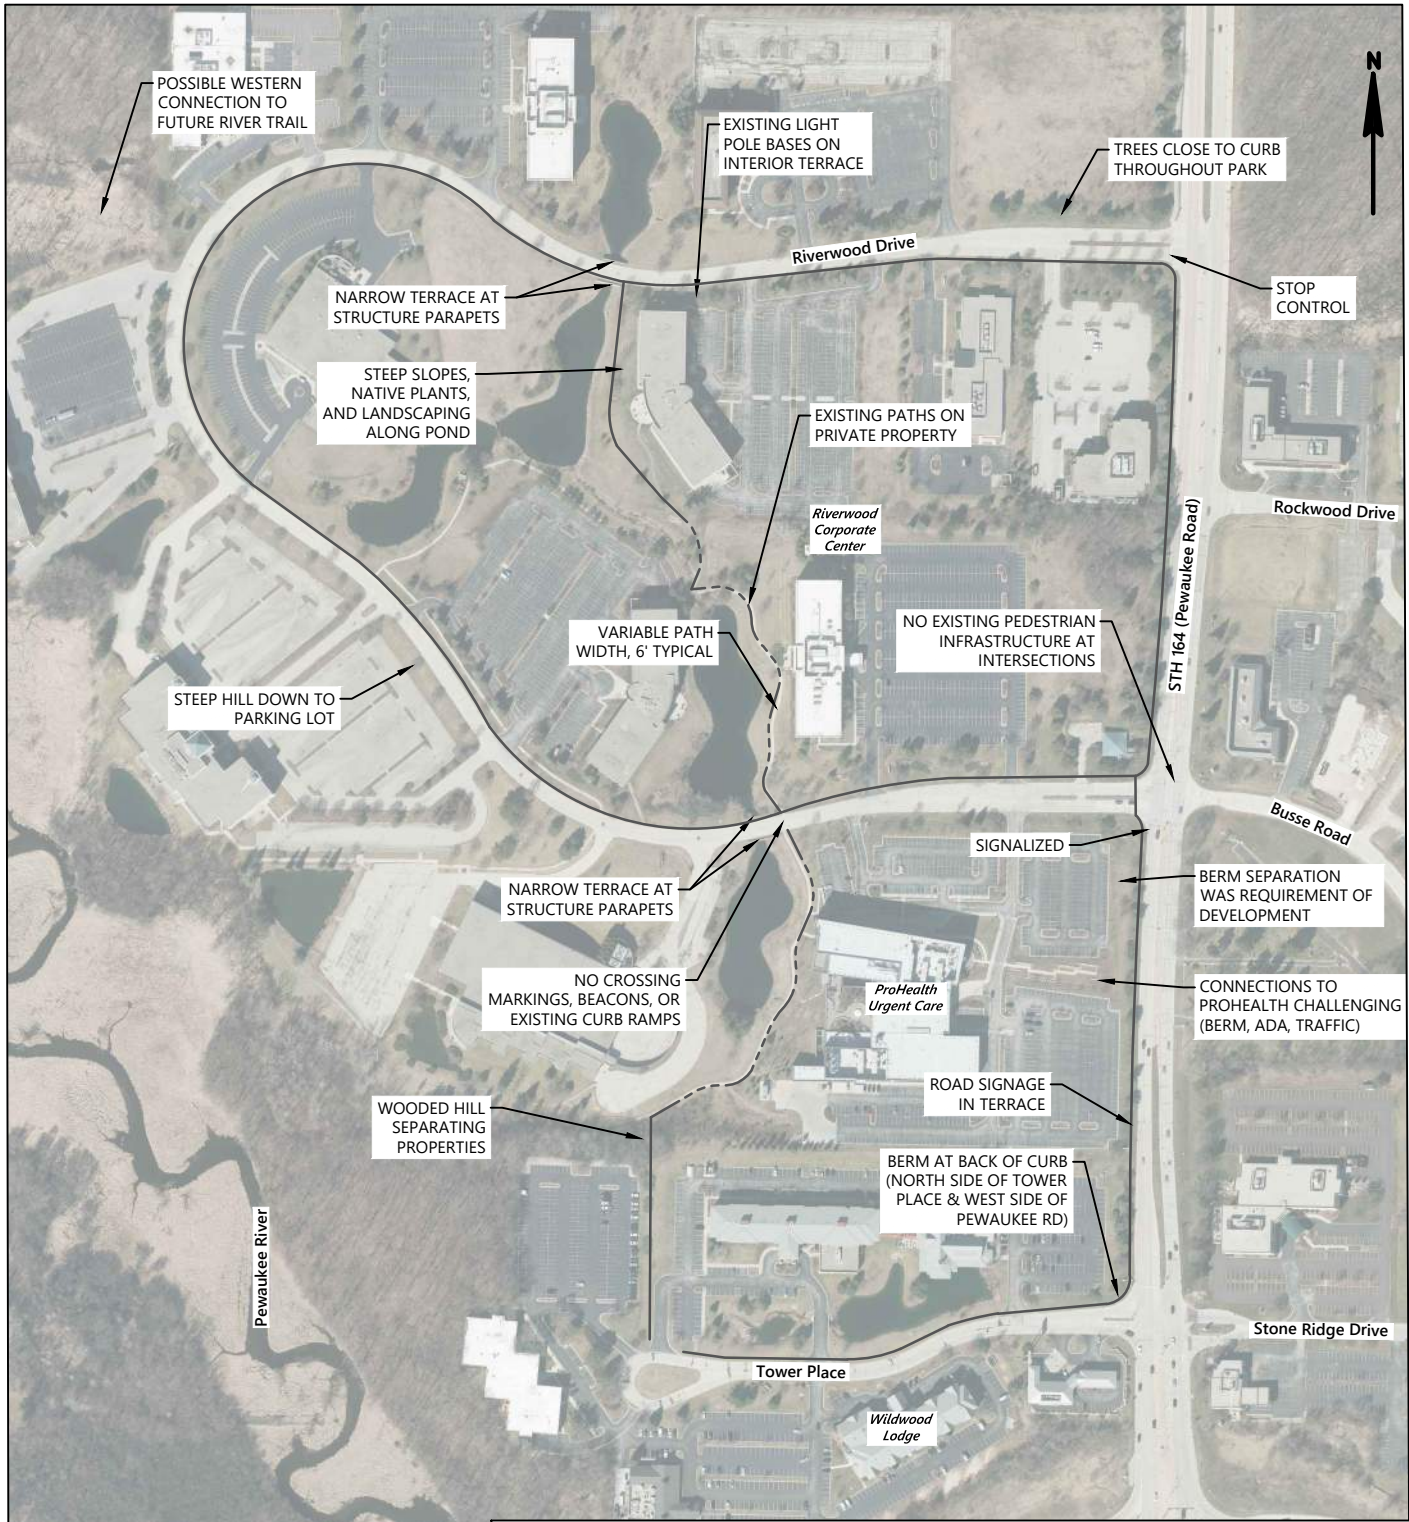 N
POSSIBLE WESTERN
CONNECTION TO
FUTURE RIVER TRAIL
EXISTING LIGHT
POLE BASES ON
INTERIOR TERRACE
TREES CLOSE TO CURB
THROUGHOUT PARK
Riverwood Drive
STOP
CONTROL
NARROW TERRACE AT
STRUCTURE PARAPETS
STEEP SLOPES,
NATIVE PLANTS,
AND LANDSCAPING
ALONG POND
EXISTING PATHS ON
PRIVATE PROPERTY
Rockwood Drive
Riverwood
Corporate
Center
STH 164 (Pewaukee Road)
NO EXISTING PEDESTRIAN
INFRASTRUCTURE AT
INTERSECTIONS
VARIABLE PATH
WIDTH, 6' TYPICAL
STEEP HILL DOWN TO
PARKING LOT
Busse Road
SIGNALIZED
BERM SEPARATION
WAS REQUIREMENT OF
DEVELOPMENT
NARROW TERRACE AT
STRUCTURE PARAPETS
NO CROSSING
MARKINGS, BEACONS, OR
EXISTING CURB RAMPS
ProHealth
Urgent Care
CONNECTIONS TO
PROHEALTH CHALLENGING
(BERM, ADA, TRAFFIC)
ROAD SIGNAGE
IN TERRACE
WOODED HILL
SEPARATING
PROPERTIES
BERM AT BACK OF CURB
(NORTH SIDE OF TOWER
PLACE & WEST SIDE OF
PEWAUKEE RD)
Pewaukee River
Stone Ridge Drive
Tower Place
Wildwood
Lodge